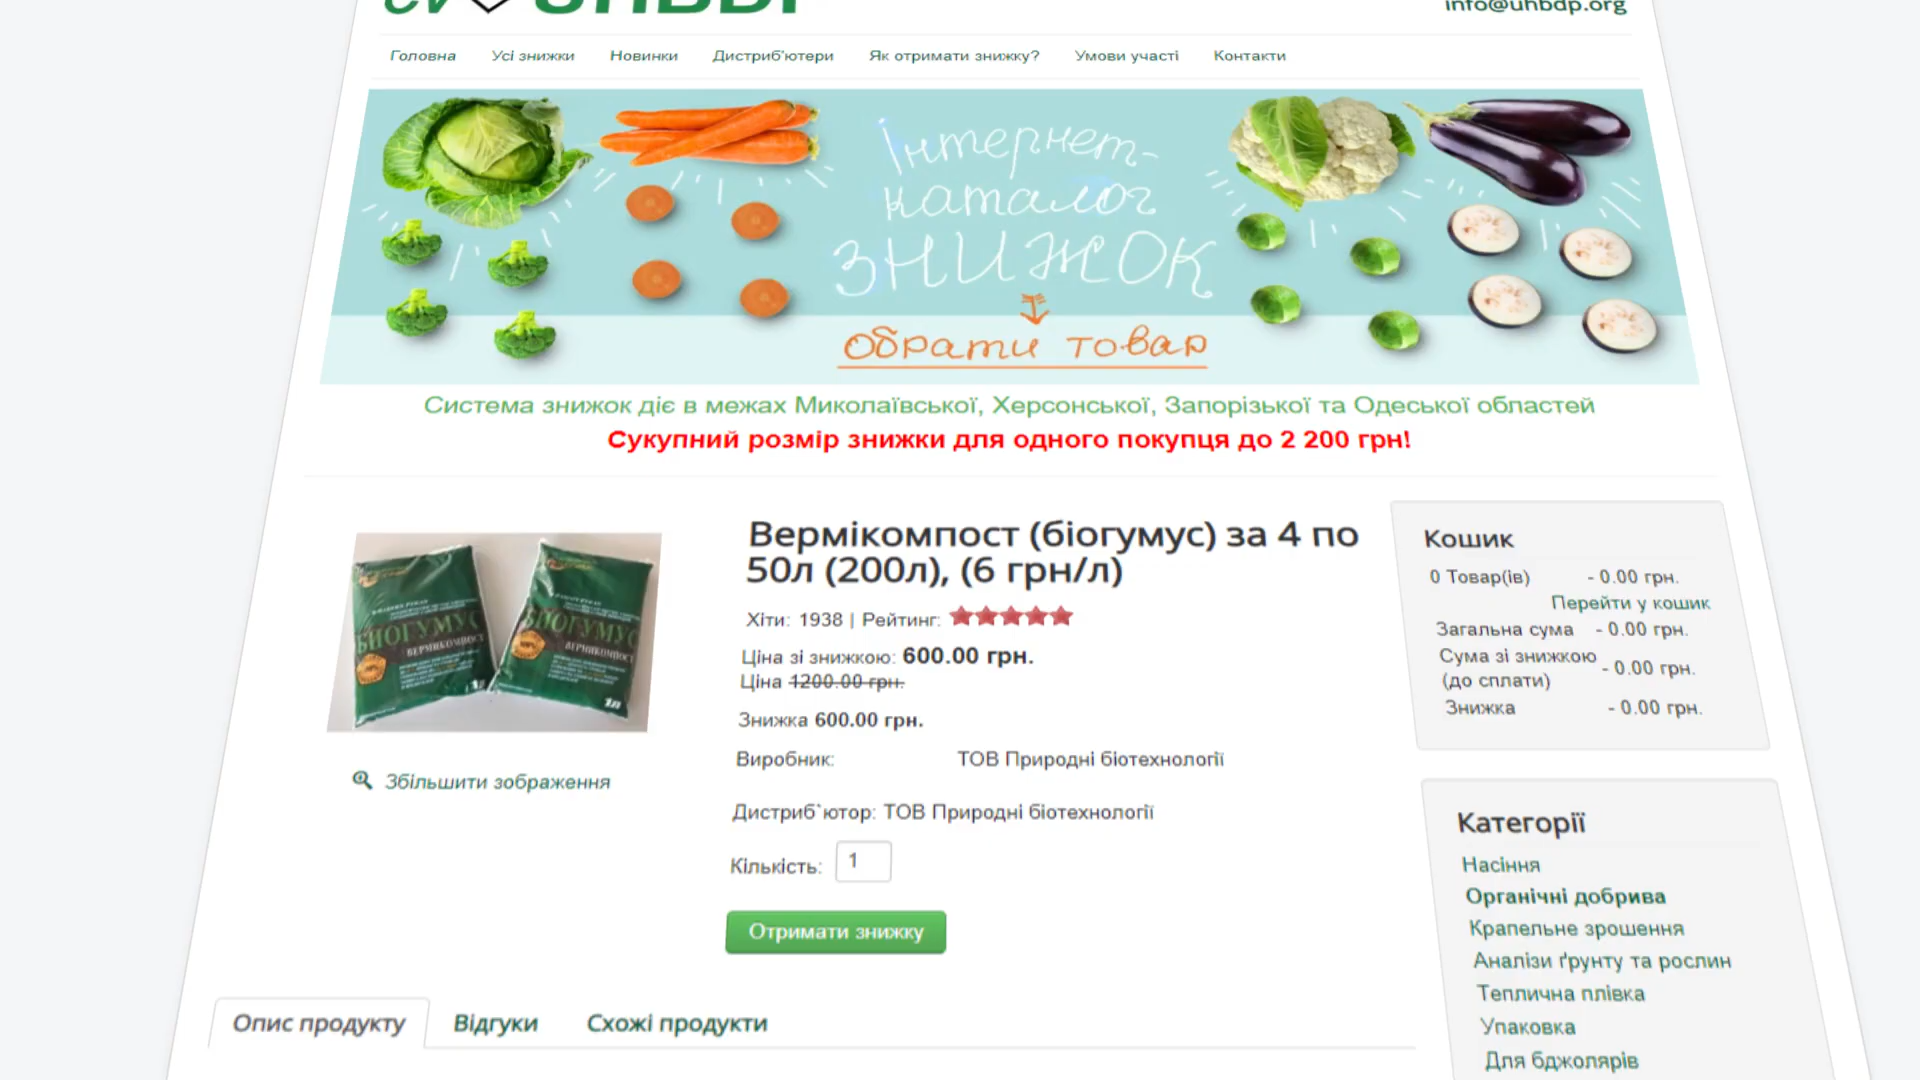 info@uhbdp.org
Головна Усі знижки Новинки Дистриб'ютери Як отримати знижку? Умови участі Контакти
Інтернет-
каталог
ЗНИЖОК
Обрати товар
Система знижок діє в межах Миколаївської, Херсонської, Запорізької та Одеської областей
Сукупний розмір знижки для одного покупця до 2 200 грн!
БИОГУМУС
ВЕРМИКОМПОСТ
1л
Збільшити зображення
Вермікомпост (біогумус) за 4 по
50л (200л), (6 грн/л)
Хіти: 1938 | Рейтинг:
Ціна зі знижкою: 600.00 грн.
Ціна 1200.00 грн.
Знижка 600.00 грн.
Виробник: ТОВ Природні біотехнології
Дистриб`ютор: ТОВ Природні біотехнології
Кількість: 1
Отримати знижку
Опис продукту Відгуки Схожі продукти
Кошик
0 Товар(ів) - 0.00 грн.
Перейти у кошик
Загальна сума - 0.00 грн.
Сума зі знижкою
(до сплати) - 0.00 грн.
Знижка - 0.00 грн.
Категорії
Насіння
Органічні добрива
Крапельне зрошення
Аналізи ґрунту та рослин
Теплична плівка
Упаковка
Для бджолярів